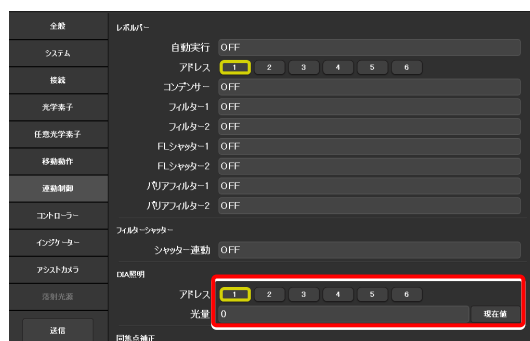 全般
システム
接続
光学素子
任意光学素子
移動動作
連動制御
コントローラー
インジケーター
アシストカメラ
落射光源
送信
レボルバー
自動実行 OFF
アドレス 1 2 3 4 5 6
コンデンサー OFF
フィルター1 OFF
フィルター2 OFF
FLシャッター1 OFF
FLシャッター2 OFF
バリアフィルター1 OFF
バリアフィルター2 OFF
フィルターシャッター
シャッター連動 OFF
DIA照明
アドレス 1 2 3 4 5 6
光量 0 現在値
同焦点補正